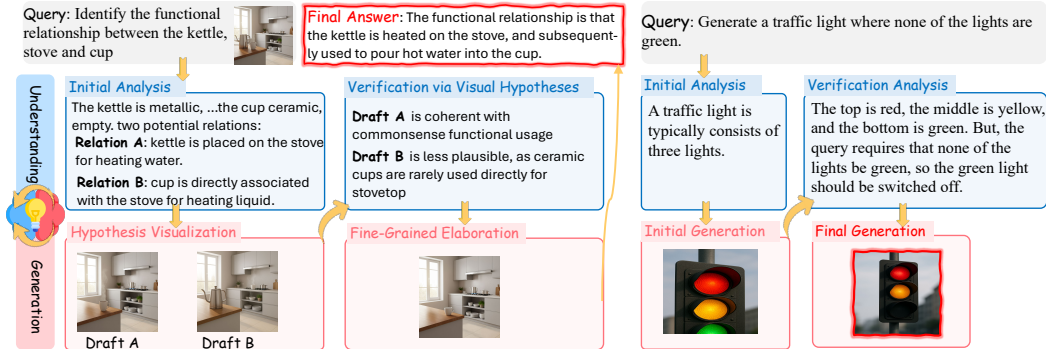 Query: Identify the functional
relationship between the kettle,
stove and cup
Final Answer: The functional relationship is that
the kettle is heated on the stove, and subsequent-
ly used to pour hot water into the cup.
Understanding
Initial Analysis
The kettle is metallic, ...the cup ceramic,
empty. two potential relations:
Relation A: kettle is placed on the stove
for heating water.
Relation B: cup is directly associated
with the stove for heating liquid.
Verification via Visual Hypotheses
Draft A is coherent with
commonsense functional usage
Draft B is less plausible, as ceramic
cups are rarely used directly for
stovetop
Generation
Hypothesis Visualization
Draft A
Draft B
Fine-Grained Elaboration
Query: Generate a traffic light where none of the lights are
green.
Initial Analysis
A traffic light is
typically consists of
three lights.
Verification Analysis
The top is red, the middle is yellow,
and the bottom is green. But, the
query requires that none of the
lights be green, so the green light
should be switched off.
Initial Generation
Final Generation